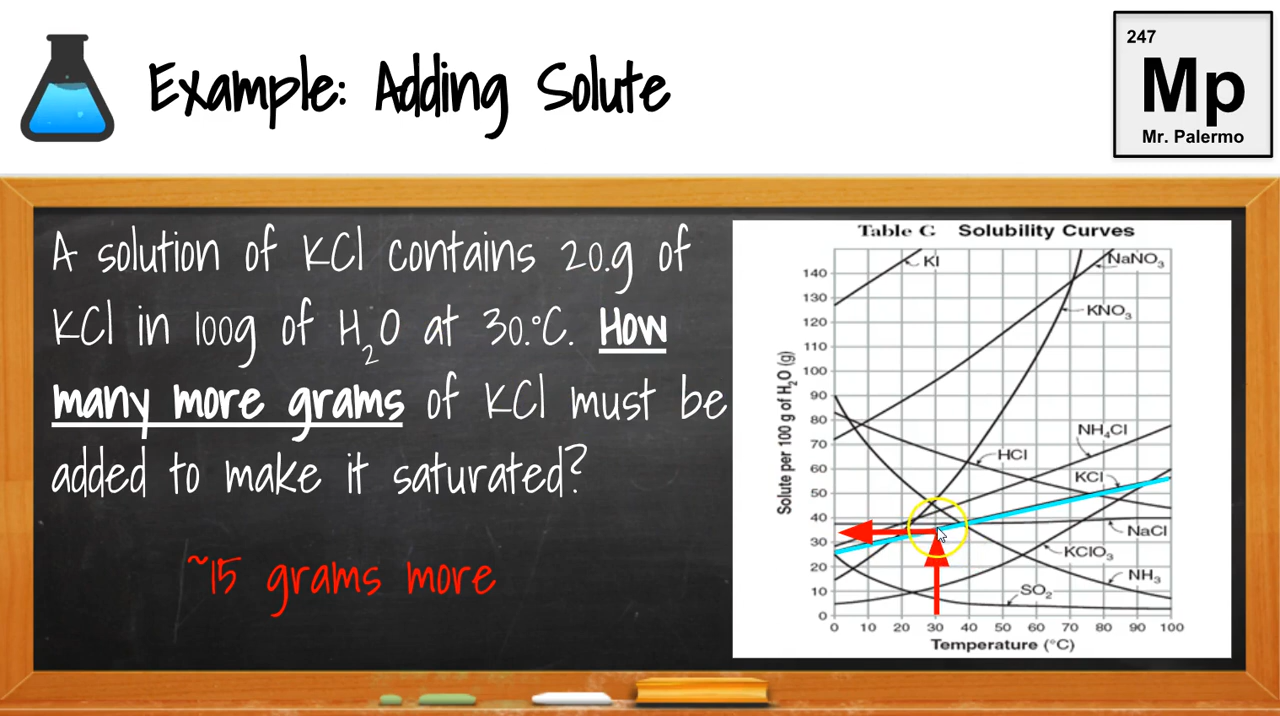 Example: Adding Solute
247
Mp
Mr. Palermo
A solution of KCl contains 20.g of
KCl in 100g of H₂O at 30.°C. How
many more grams of KCl must be
added to make it saturated?
~15 grams more
Table G Solubility Curves
Solute per 100 g of H₂O (g)
140
130
120
110
100
90
80
70
60
50
40
30
20
10
0
KI
NaNO₃
KNO₃
NH₄Cl
HCl
KCl
NaCl
KClO₃
NH₃
SO₂
0 10 20 30 40 50 60 70 80 90 100
Temperature (°C)